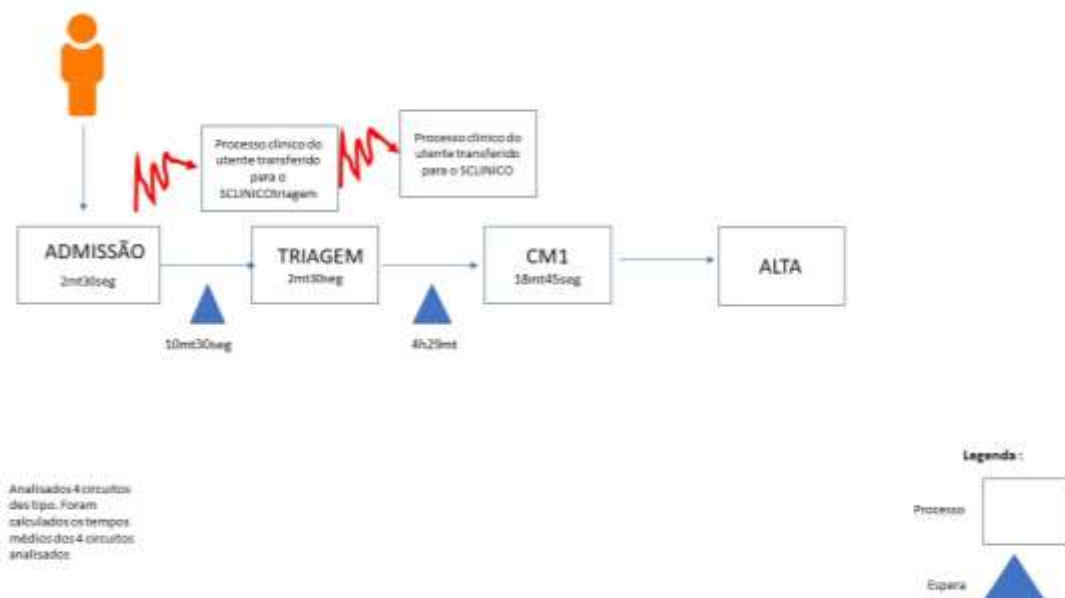 Processo clinico do
utente transferido
para o
SCLINICOtriagem
Processo clinico do
utente transferido
para o SCLINICO
ADMISSÃO
2mt30seg
TRIAGEM
2mt30seg
CM1
18mt45seg
ALTA
10mt30seg
4h29mt
Analisados 4 circuitos
des tipo. Foram
calculados os tempos
médios dos 4 circuitos
analisados
Legenda :
Processo
Espera